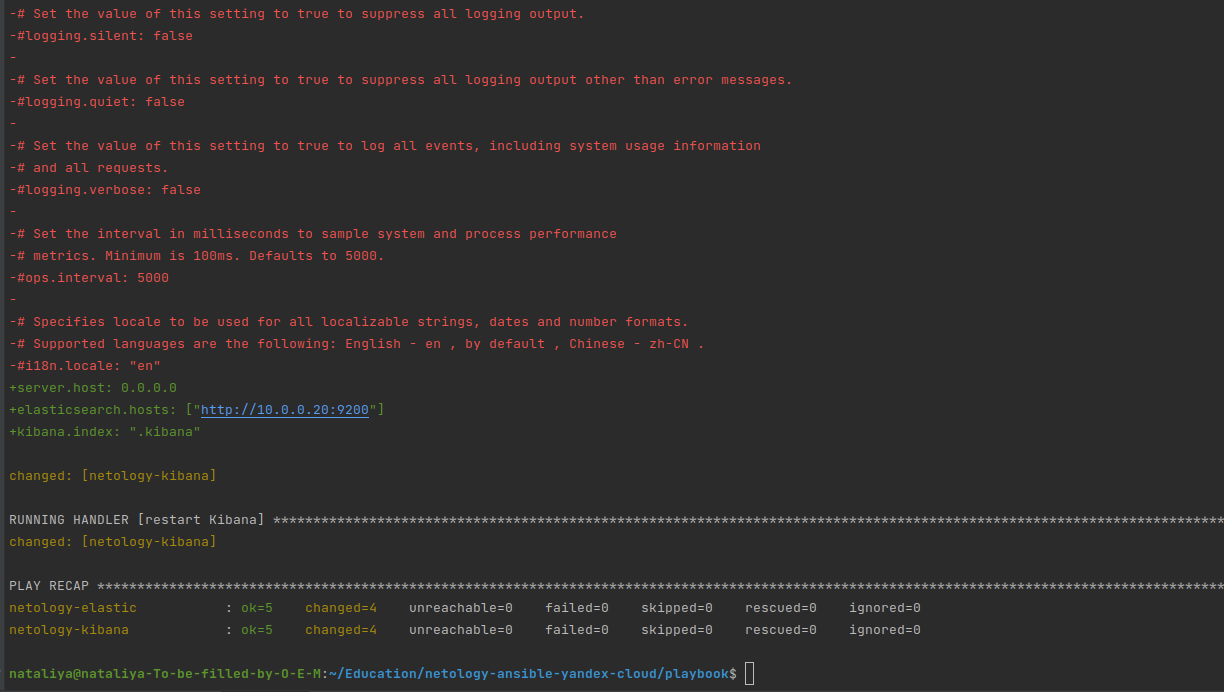 -# Set the value of this setting to true to suppress all logging output.
-#logging.silent: false
-
-# Set the value of this setting to true to suppress all logging output other than error messages.
-#logging.quiet: false
-
-# Set the value of this setting to true to log all events, including system usage information
-# and all requests.
-#logging.verbose: false
-
-# Set the interval in milliseconds to sample system and process performance
-# metrics. Minimum is 100ms. Defaults to 5000.
-#ops.interval: 5000
-
-# Specifies locale to be used for all localizable strings, dates and number formats.
-# Supported languages are the following: English - en , by default , Chinese - zh-CN .
-#i18n.locale: "en"
+server.host: 0.0.0.0
+elasticsearch.hosts: ["http://10.0.0.20:9200"]
+kibana.index: ".kibana"
changed: [netology-kibana]
RUNNING HANDLER [restart Kibana] ***********************************************************************************************************************
changed: [netology-kibana]
PLAY RECAP *********************************************************************************************************************************************
netology-elastic           : ok=5    changed=4    unreachable=0    failed=0    skipped=0    rescued=0    ignored=0
netology-kibana            : ok=5    changed=4    unreachable=0    failed=0    skipped=0    rescued=0    ignored=0
nataliya@nataliya-To-be-filled-by-O-E-M:~/Education/netology-ansible-yandex-cloud/playbook$